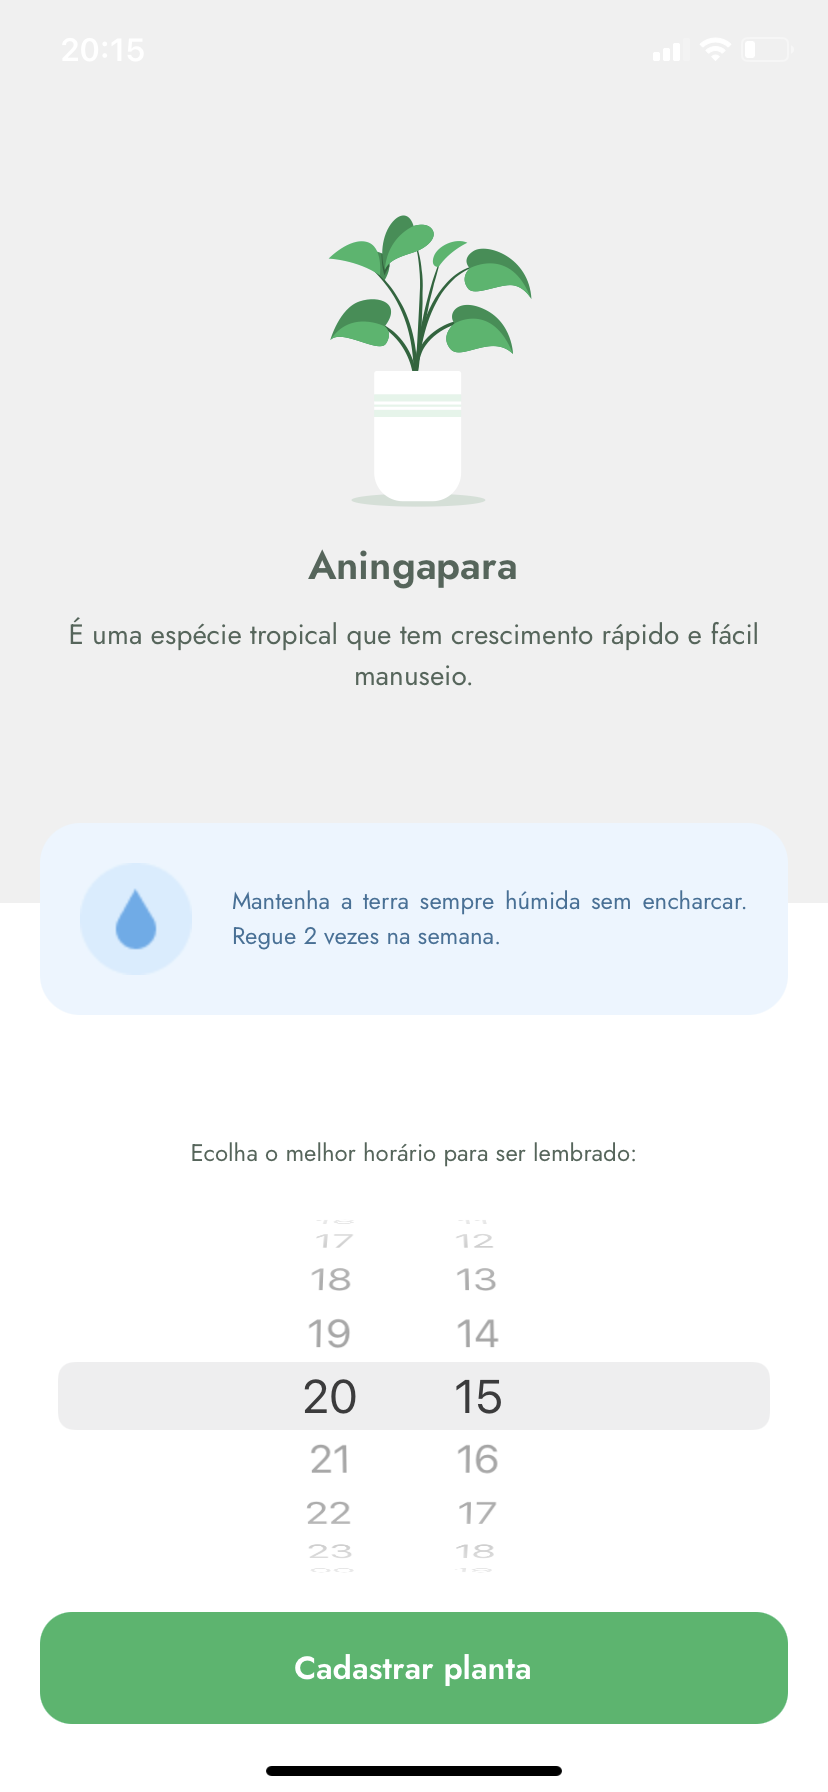 20:15
Aningapara
É uma espécie tropical que tem crescimento rápido e fácil
manuseio.
Mantenha a terra sempre húmida sem encharcar.
Regue 2 vezes na semana.
Ecolha o melhor horário para ser lembrado:
17 12
18 13
19 14
20 15
21 16
22 17
23 18
Cadastrar planta